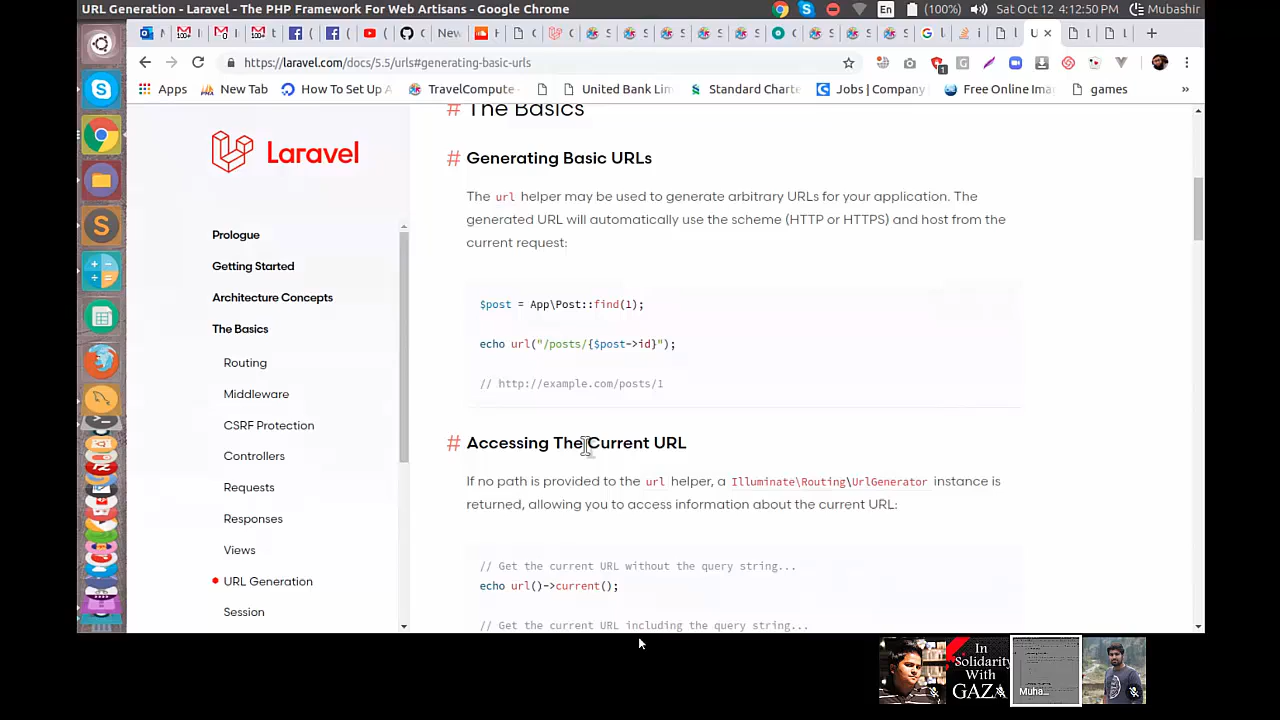 URL Generation - Laravel - The PHP Framework For Web Artisans - Google Chrome
En (100%) Sat Oct 12 4:12:50 PM Mubashir
https://laravel.com/docs/5.5/urls#generating-basic-urls
Apps New Tab How To Set Up A TravelCompute United Bank Lim Standard Charte Jobs | Company Free Online Ima games »
# The Basics
Laravel
# Generating Basic URLs
The url helper may be used to generate arbitrary URLs for your application. The
generated URL will automatically use the scheme (HTTP or HTTPS) and host from the
current request:
Prologue
Getting Started
Architecture Concepts
The Basics
Routing
Middleware
CSRF Protection
Controllers
Requests
Responses
Views
URL Generation
Session
$post = App\Post::find(1);
echo url("/posts/{$post->id}");
// http://example.com/posts/1
# Accessing The Current URL
If no path is provided to the url helper, a Illuminate\Routing\UrlGenerator instance is
returned, allowing you to access information about the current URL:
// Get the current URL without the query string...
echo url()->current();
// Get the current URL including the query string...
In
Solidarity
With
GAZA
Muha...